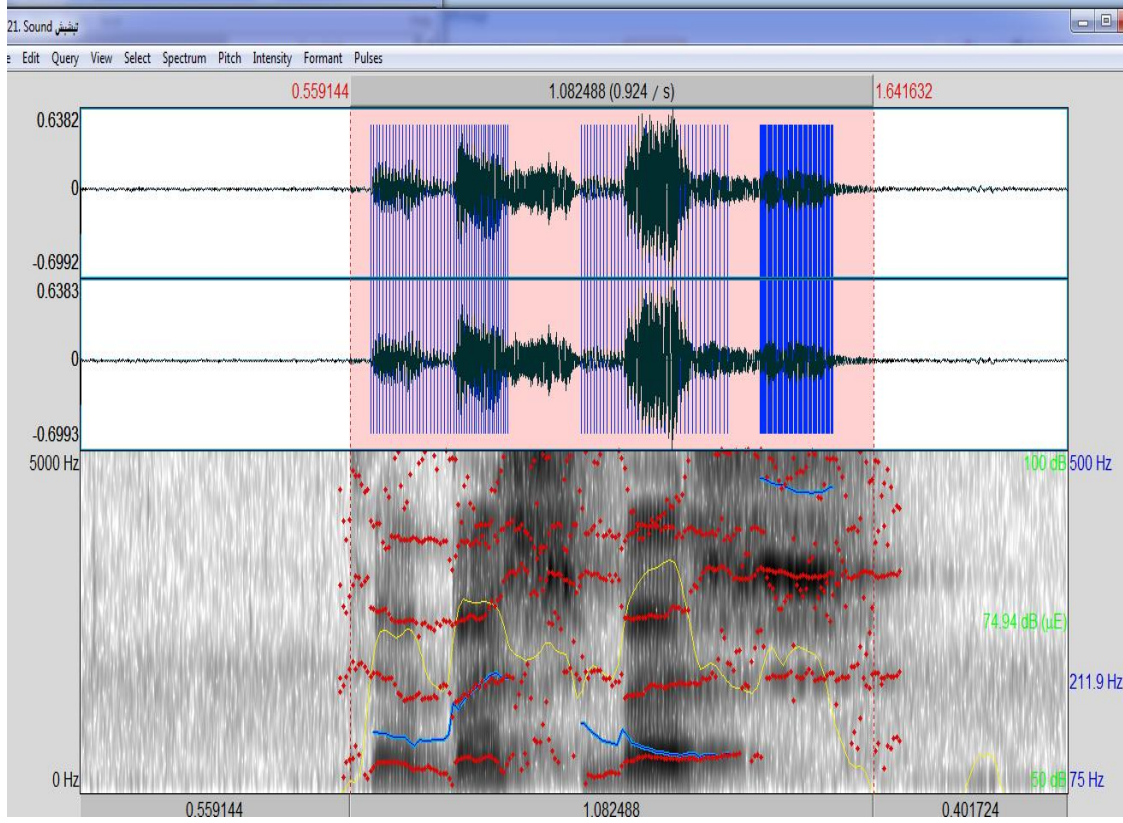 21. Sound تبشبش
e Edit Query View Select Spectrum Pitch Intensity Formant Pulses
0.559144 1.082488 (0.924 / s) 1.641632
0.6382
0
-0.6992
0.6383
0
-0.6993
5000 Hz 100 dB 500 Hz
74.94 dB (µE)
211.9 Hz
0 Hz 50 dB 75 Hz
0.559144 1.082488 0.401724